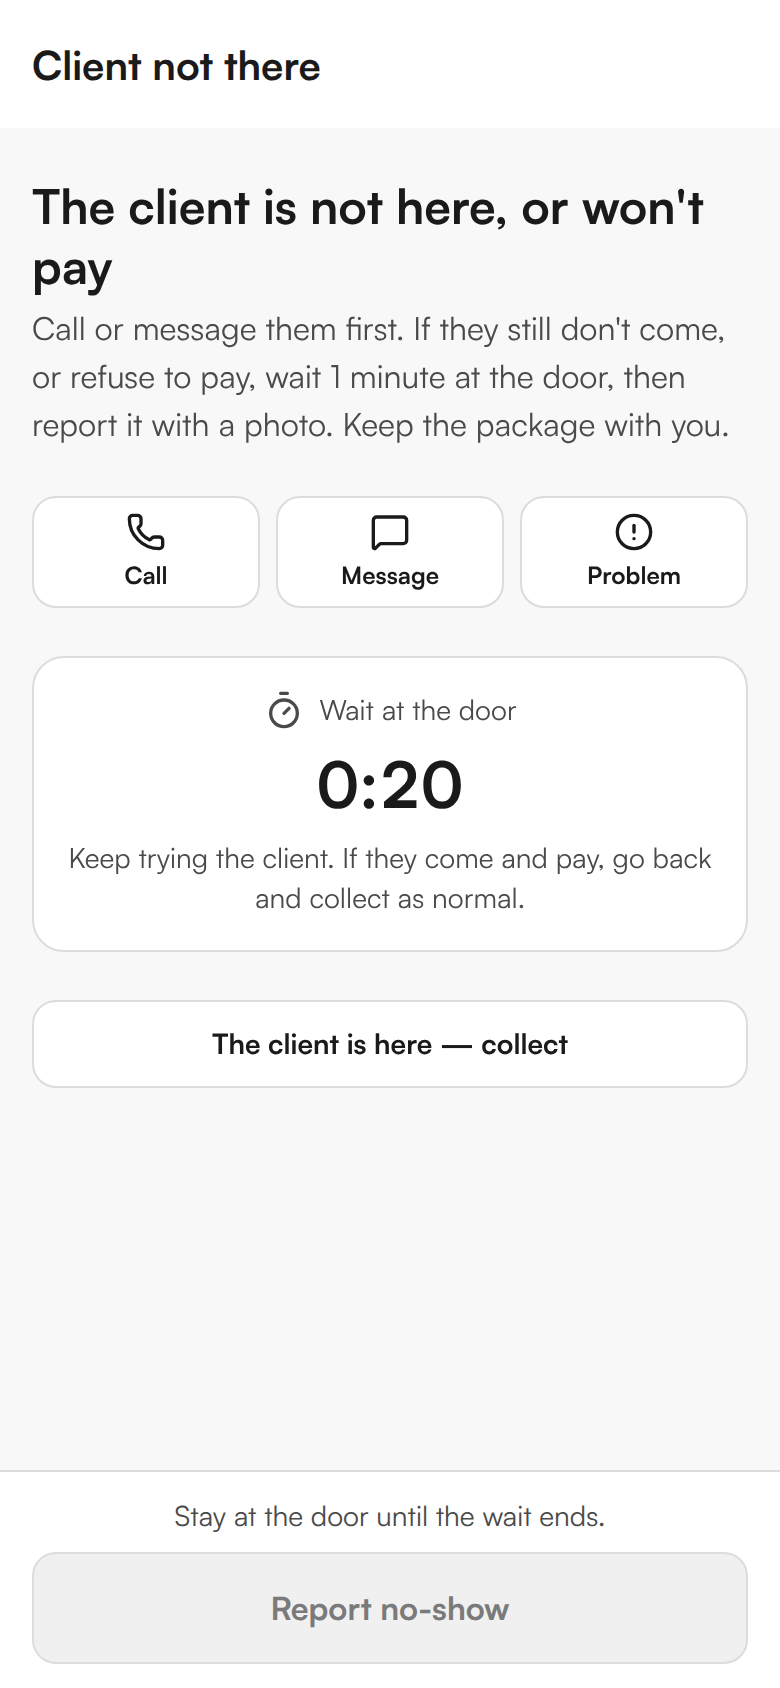 Client not there
The client is not here, or won't
pay
Call or message them first. If they still don't come,
or refuse to pay, wait 1 minute at the door, then
report it with a photo. Keep the package with you.
Call
Message
Problem
Wait at the door
0:20
Keep trying the client. If they come and pay, go back
and collect as normal.
The client is here — collect
Stay at the door until the wait ends.
Report no-show